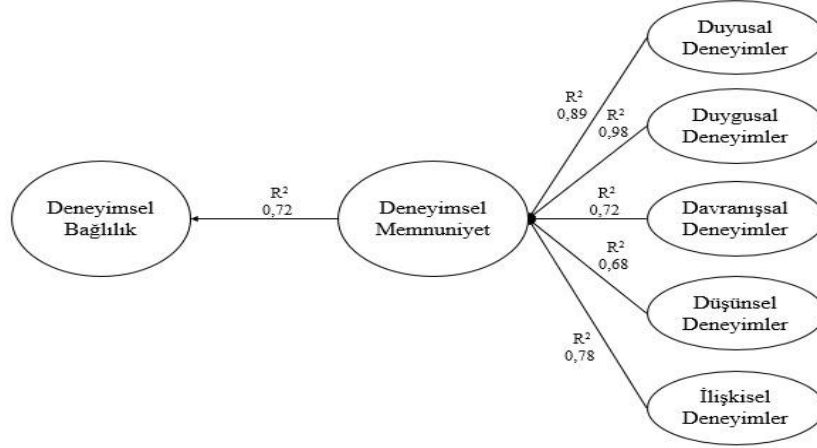 Duyusal
Deneyimler
R²
0,89
R²
0,98
Duygusal
Deneyimler
Deneyimsel
Bağlılık
R²
0,72
Deneyimsel
Memnuniyet
R²
0,72
Davranışsal
Deneyimler
R²
0,68
Düşünsel
Deneyimler
R²
0,78
İlişkisel
Deneyimler